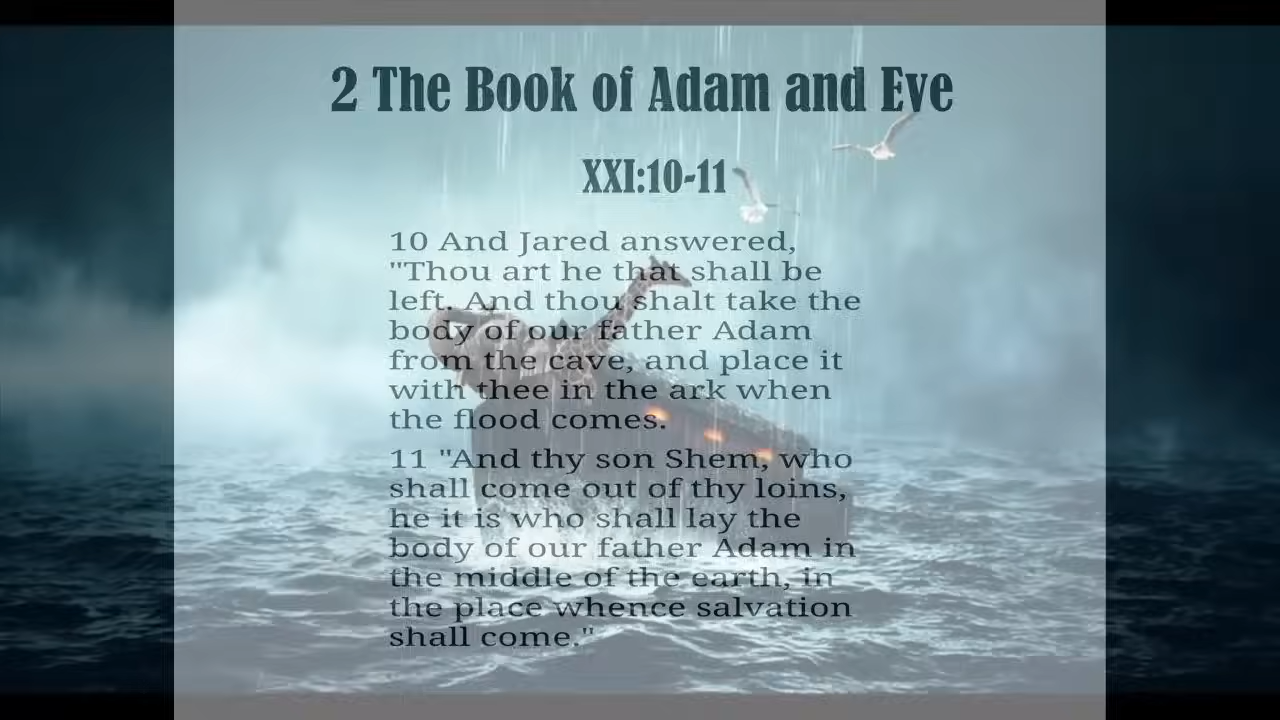 2 The Book of Adam and Eve
XXI:10-11
10 And Jared answered,
"Thou art he that shall be
left. And thou shalt take the
body of our father Adam
from the cave, and place it
with thee in the ark when
the flood comes.
11 "And thy son Shem, who
shall come out of thy loins,
he it is who shall lay the
body of our father Adam in
the middle of the earth, in
the place whence salvation
shall come."